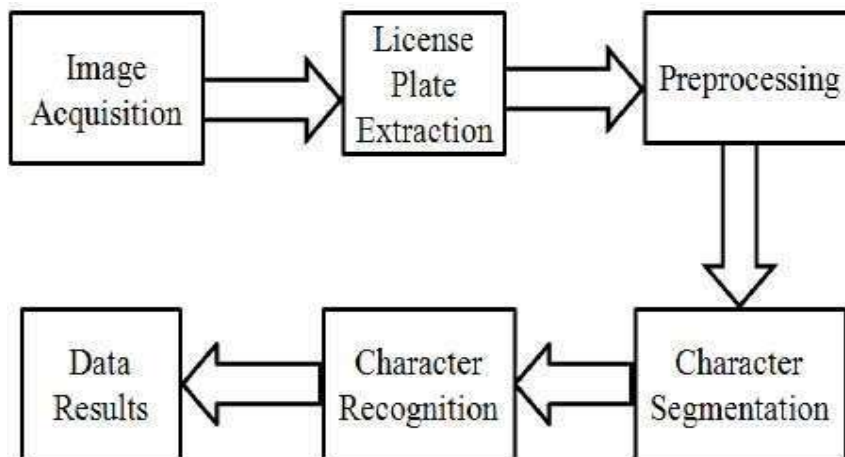 Image
Acquisition
License
Plate
Extraction
Preprocessing
Data
Results
Character
Recognition
Character
Segmentation